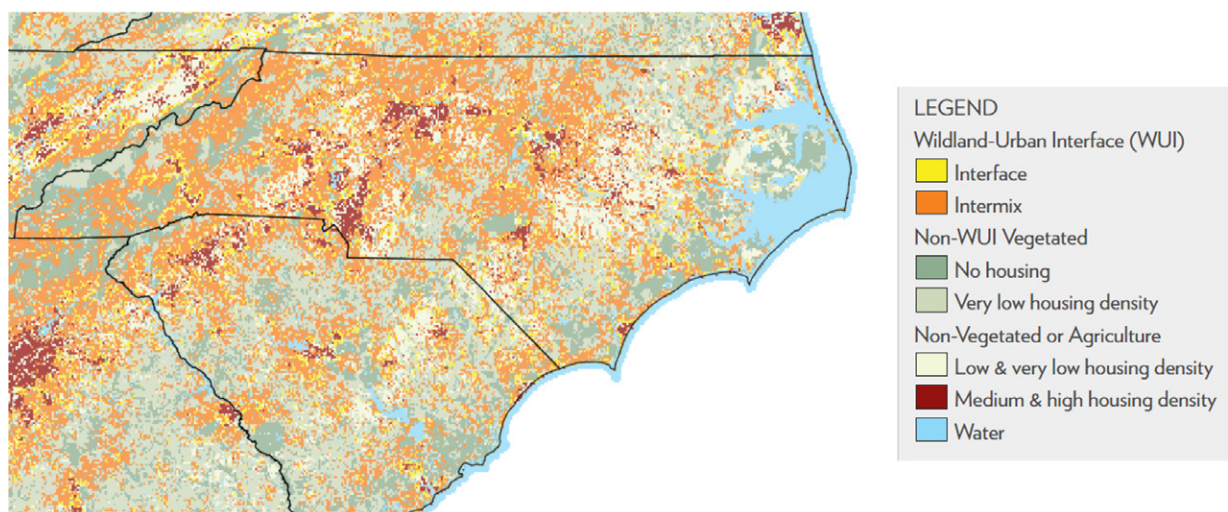 LEGEND
Wildland-Urban Interface (WUI)
Interface
Intermix
Non-WUI Vegetated
No housing
Very low housing density
Non-Vegetated or Agriculture
Low & very low housing density
Medium & high housing density
Water